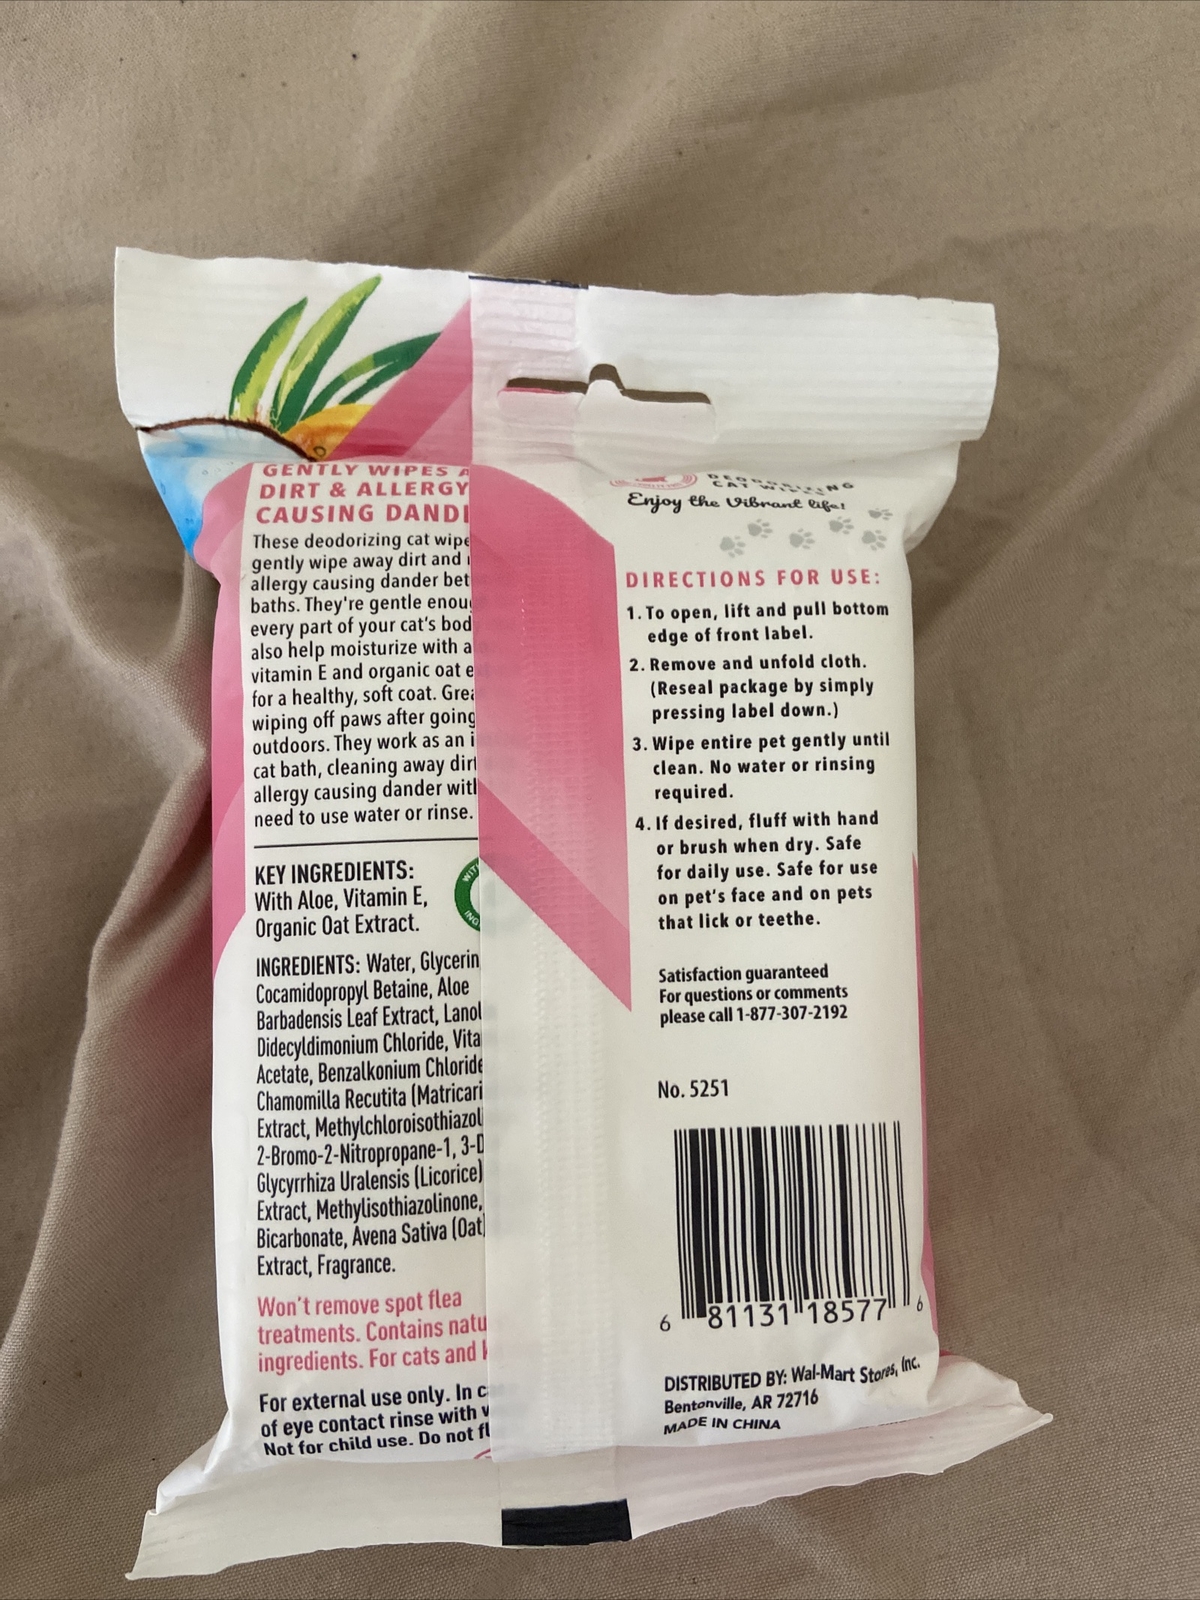 GENTLY WIPES A
DIRT & ALLERGY
CAUSING DANDI
These deodorizing cat wipe
gently wipe away dirt and
allergy causing dander bet
baths. They're gentle enou
every part of your cat's bod
also help moisturize with a
vitamin E and organic oat e
for a healthy, soft coat. Grea
wiping off paws after going
outdoors. They work as an i
cat bath, cleaning away dirt
allergy causing dander with
need to use water or rinse.
KEY INGREDIENTS:
With Aloe, Vitamin E,
Organic Oat Extract.
WITH
ING
INGREDIENTS: Water, Glycerin
Cocamidopropyl Betaine, Aloe
Barbadensis Leaf Extract, Lanol
Didecyldimonium Chloride, Vita
Acetate, Benzalkonium Chloride
Chamomilla Recutita (Matricari
Extract, Methylchloroisothiazol
2-Bromo-2-Nitropropane-1, 3-D
Glycyrrhiza Uralensis (Licorice)
Extract, Methylisothiazolinone,
Bicarbonate, Avena Sativa (Oat)
Extract, Fragrance.
Won't remove spot flea
treatments. Contains natu
ingredients. For cats and k
For external use only. In c
of eye contact rinse with w
Not for child use. Do not fl
DEODORIZING
CAT WIPES
Enjoy the Vibrant life!
DIRECTIONS FOR USE:
1. To open, lift and pull bottom
edge of front label.
2. Remove and unfold cloth.
(Reseal package by simply
pressing label down.)
3. Wipe entire pet gently until
clean. No water or rinsing
required.
4. If desired, fluff with hand
or brush when dry. Safe
for daily use. Safe for use
on pet's face and on pets
that lick or teethe.
Satisfaction guaranteed
For questions or comments
please call 1-877-307-2192
No. 5251
6 81131 18577 6
DISTRIBUTED BY: Wal-Mart Stores, Inc.
Bentonville, AR 72716
MADE IN CHINA